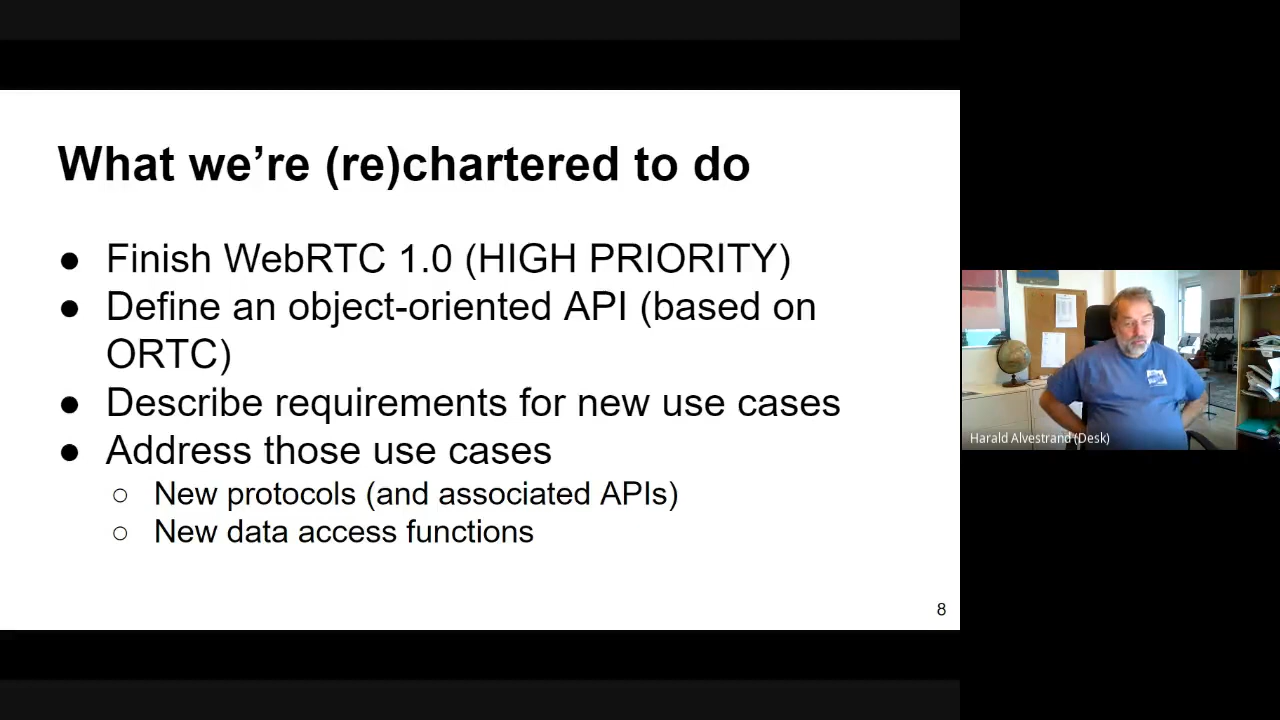 What we’re (re)chartered to do
● Finish WebRTC 1.0 (HIGH PRIORITY)
● Define an object-oriented API (based on
ORTC)
● Describe requirements for new use cases
● Address those use cases
○ New protocols (and associated APIs)
○ New data access functions
8
Harald Alvestrand (Desk)